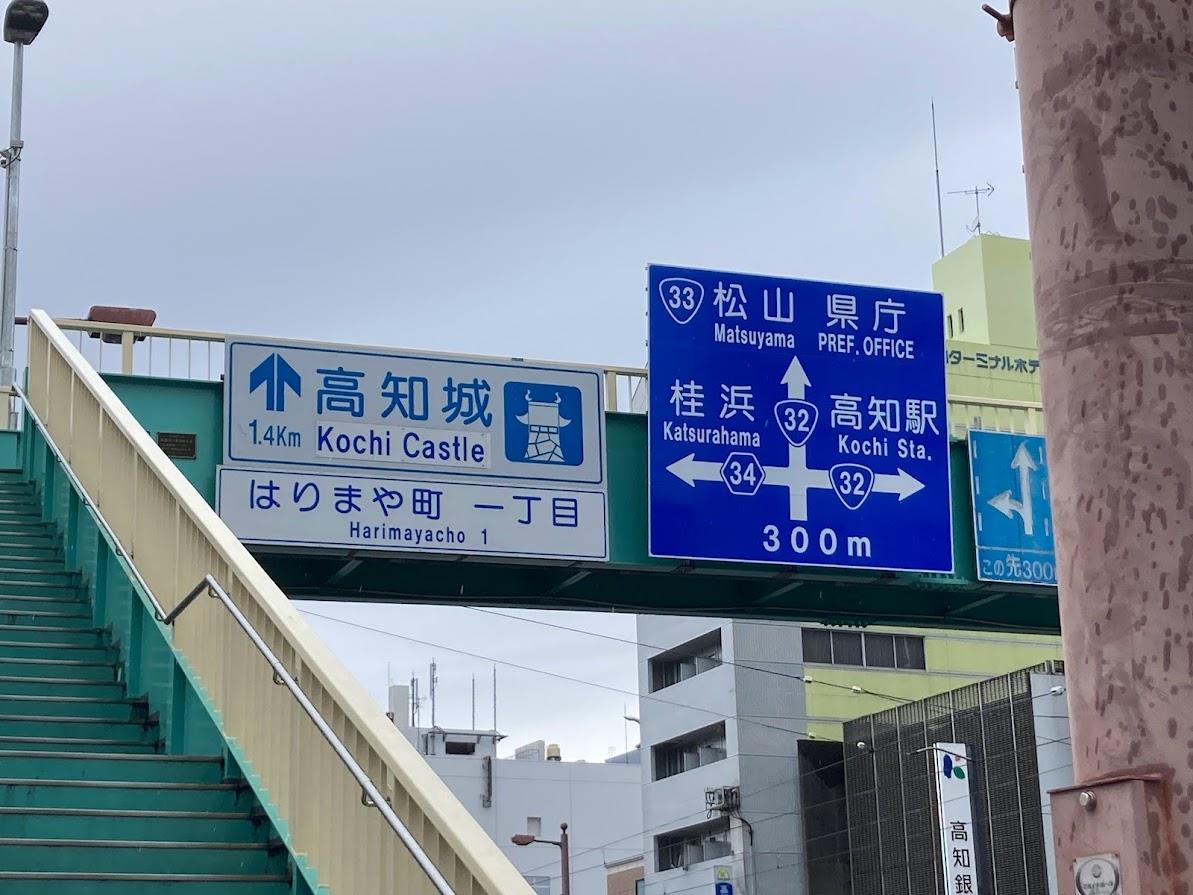 高知城
1.4Km
Kochi Castle
はりまや町 一丁目
Harimayacho 1
33 松山 県庁
Matsuyama PREF. OFFICE
桂浜 32 高知駅
Katsurahama Kochi Sta.
34 32
300m
ターミナルホテ
この先300
高知銀